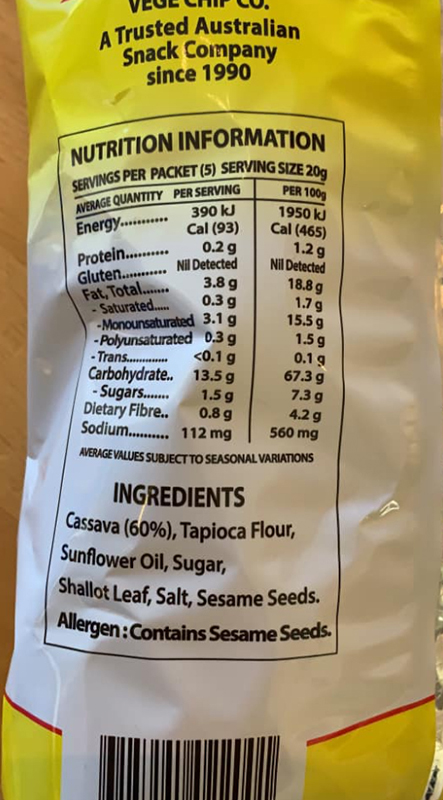 VEGE CHIP CO.
A Trusted Australian
Snack Company
since 1990
NUTRITION INFORMATION
SERVINGS PER PACKET (5) SERVING SIZE 20g
AVERAGE QUANTITY PER SERVING PER 100g
Energy........... 390 kJ 1950 kJ
Cal (93) Cal (465)
Protein.......... 0.2 g 1.2 g
Gluten........... Nil Detected Nil Detected
Fat, Total....... 3.8 g 18.8 g
- Saturated..... 0.3 g 1.7 g
-Monounsaturated 3.1 g 15.5 g
-Polyunsaturated 0.3 g 1.5 g
- Trans............ <0.1 g 0.1 g
Carbohydrate.. 13.5 g 67.3 g
- Sugars....... 1.5 g 7.3 g
Dietary Fibre.. 0.8 g 4.2 g
Sodium........... 112 mg 560 mg
AVERAGE VALUES SUBJECT TO SEASONAL VARIATIONS
INGREDIENTS
Cassava (60%), Tapioca Flour,
Sunflower Oil, Sugar,
Shallot Leaf, Salt, Sesame Seeds.
Allergen : Contains Sesame Seeds.